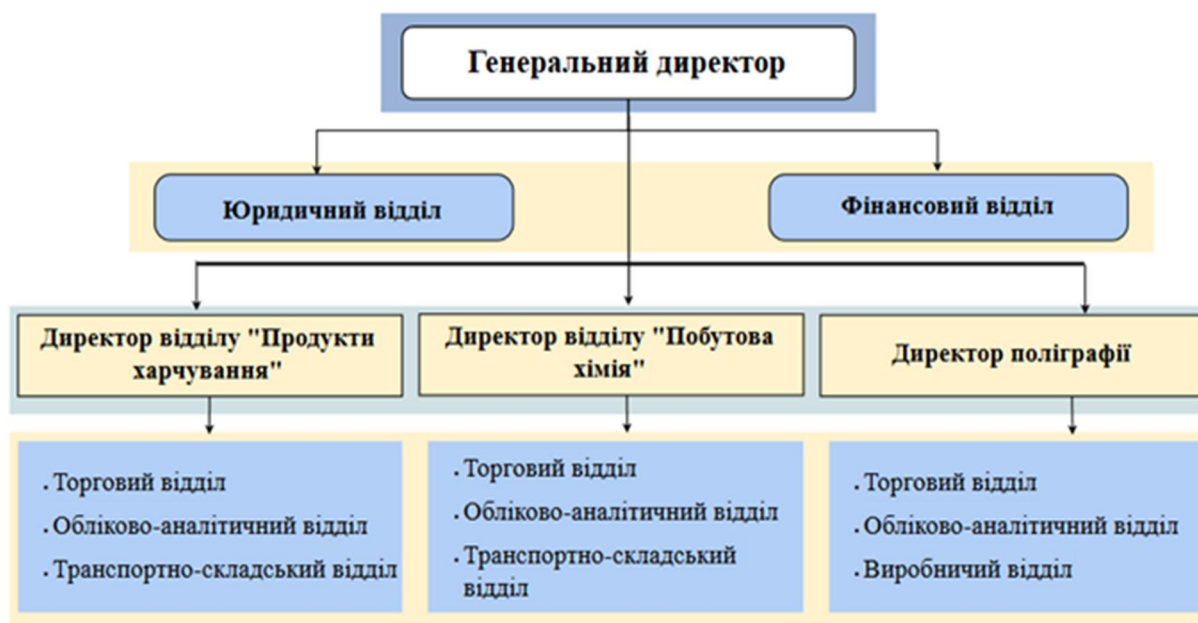 Генеральний директор
Юридичний відділ
Фінансовий відділ
Директор відділу "Продукти
харчування"
Директор відділу "Побутова
хімія"
Директор поліграфії
. Торговий відділ
. Обліково-аналітичний відділ
. Транспортно-складський відділ
. Торговий відділ
. Обліково-аналітичний відділ
. Транспортно-складський
відділ
. Торговий відділ
. Обліково-аналітичний відділ
. Виробничий відділ